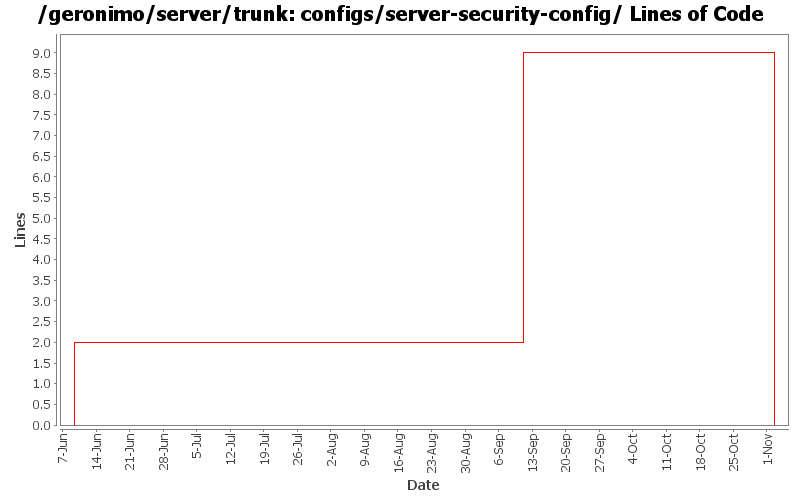 /geronimo/server/trunk: configs/server-security-config/ Lines of Code
Lines
9.0
8.5
8.0
7.5
7.0
6.5
6.0
5.5
5.0
4.5
4.0
3.5
3.0
2.5
2.0
1.5
1.0
0.5
0.0
7-Jun
14-Jun
21-Jun
28-Jun
5-Jul
12-Jul
19-Jul
26-Jul
2-Aug
9-Aug
16-Aug
23-Aug
30-Aug
6-Sep
13-Sep
20-Sep
27-Sep
4-Oct
11-Oct
18-Oct
25-Oct
1-Nov
Date